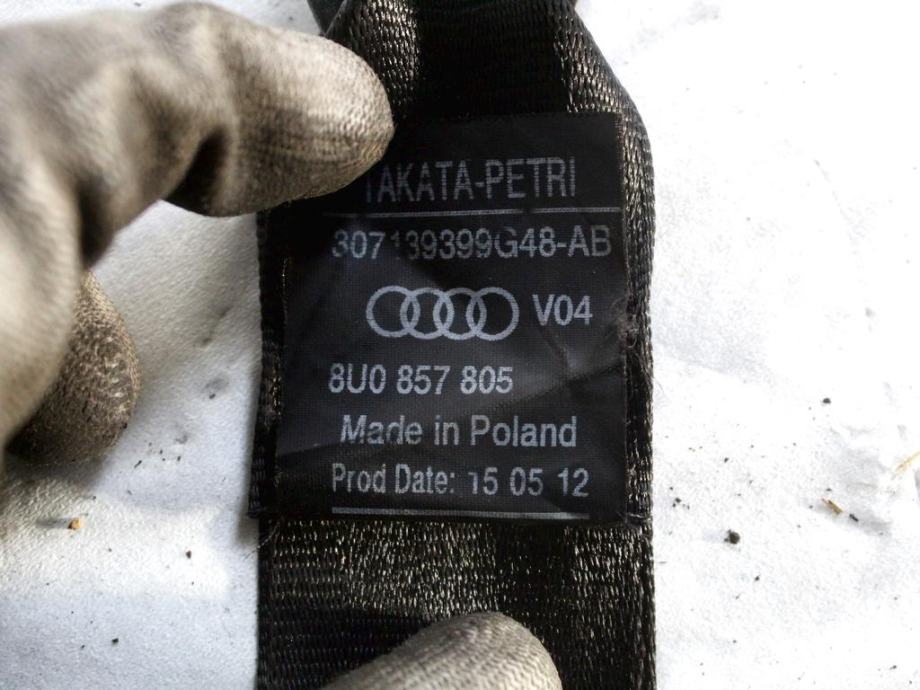 TAKATA-PETRI
307139399G48-AB
V04
8U0 857 805
Made in Poland
Prod Date: 15 05 12